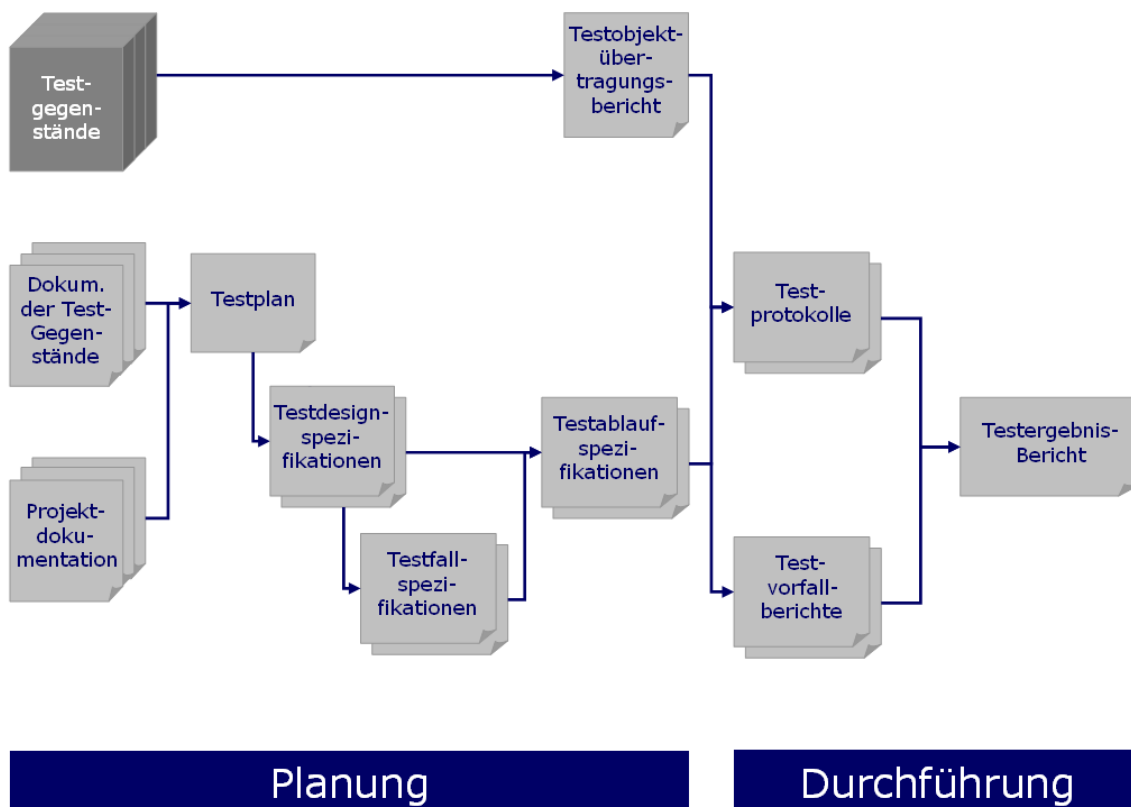 Test-
gegen-
stände
Testobjekt-
über-
tragungs-
bericht
Dokum.
der Test-
Gegen-
stände
Testplan
Test-
protokolle
Testdesign-
spezi-
fikationen
Testablauf-
spezi-
fikationen
Testergebnis-
Bericht
Projekt-
doku-
mentation
Testfall-
spezi-
fikationen
Test-
vorfall-
berichte
Planung
Durchführung